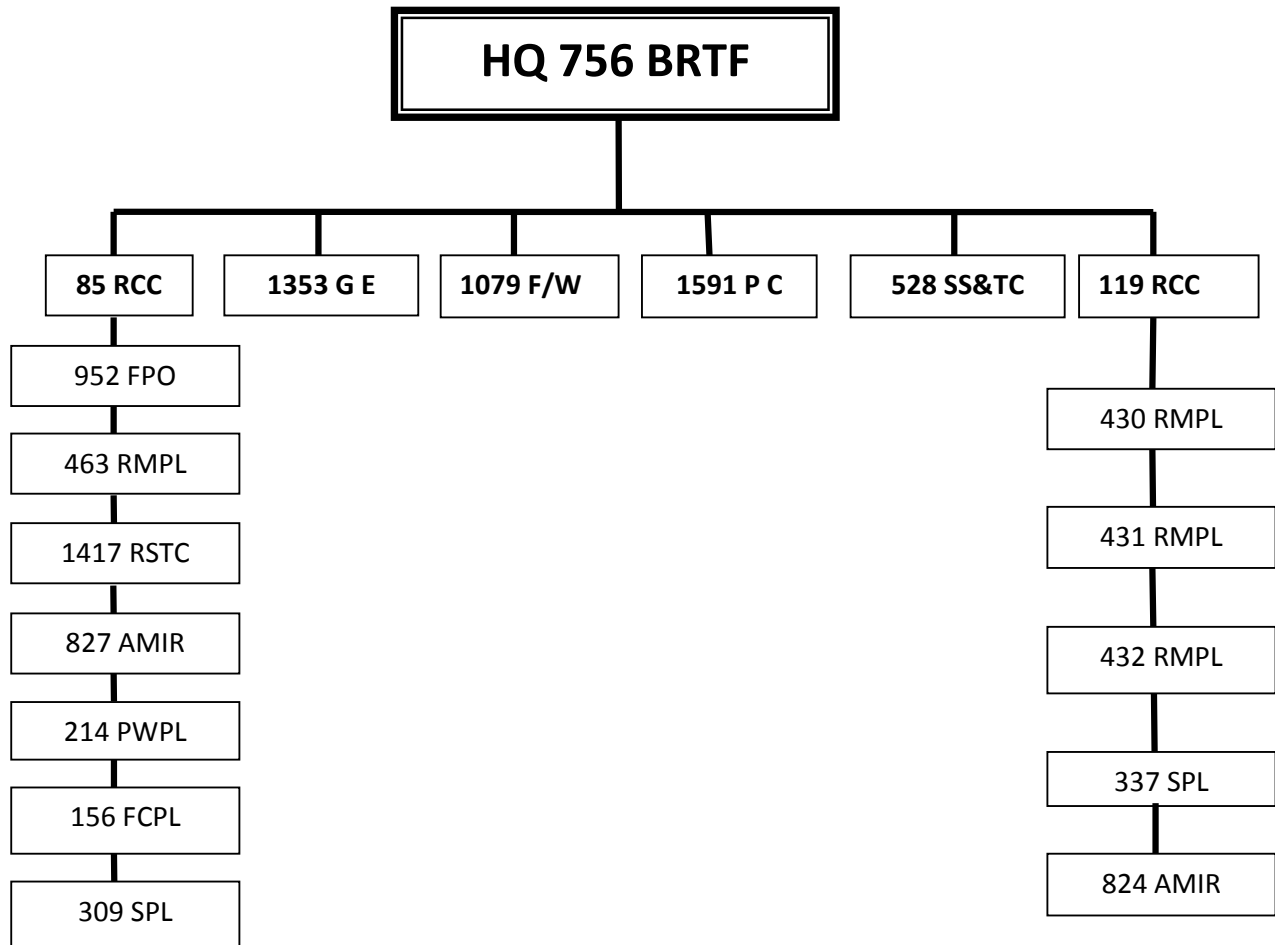 HQ 756 BRTF
85 RCC
1353 G E
1079 F/W
1591 P C
528 SS&TC
119 RCC
952 FPO
463 RMPL
1417 RSTC
827 AMIR
214 PWPL
156 FCPL
309 SPL
430 RMPL
431 RMPL
432 RMPL
337 SPL
824 AMIR